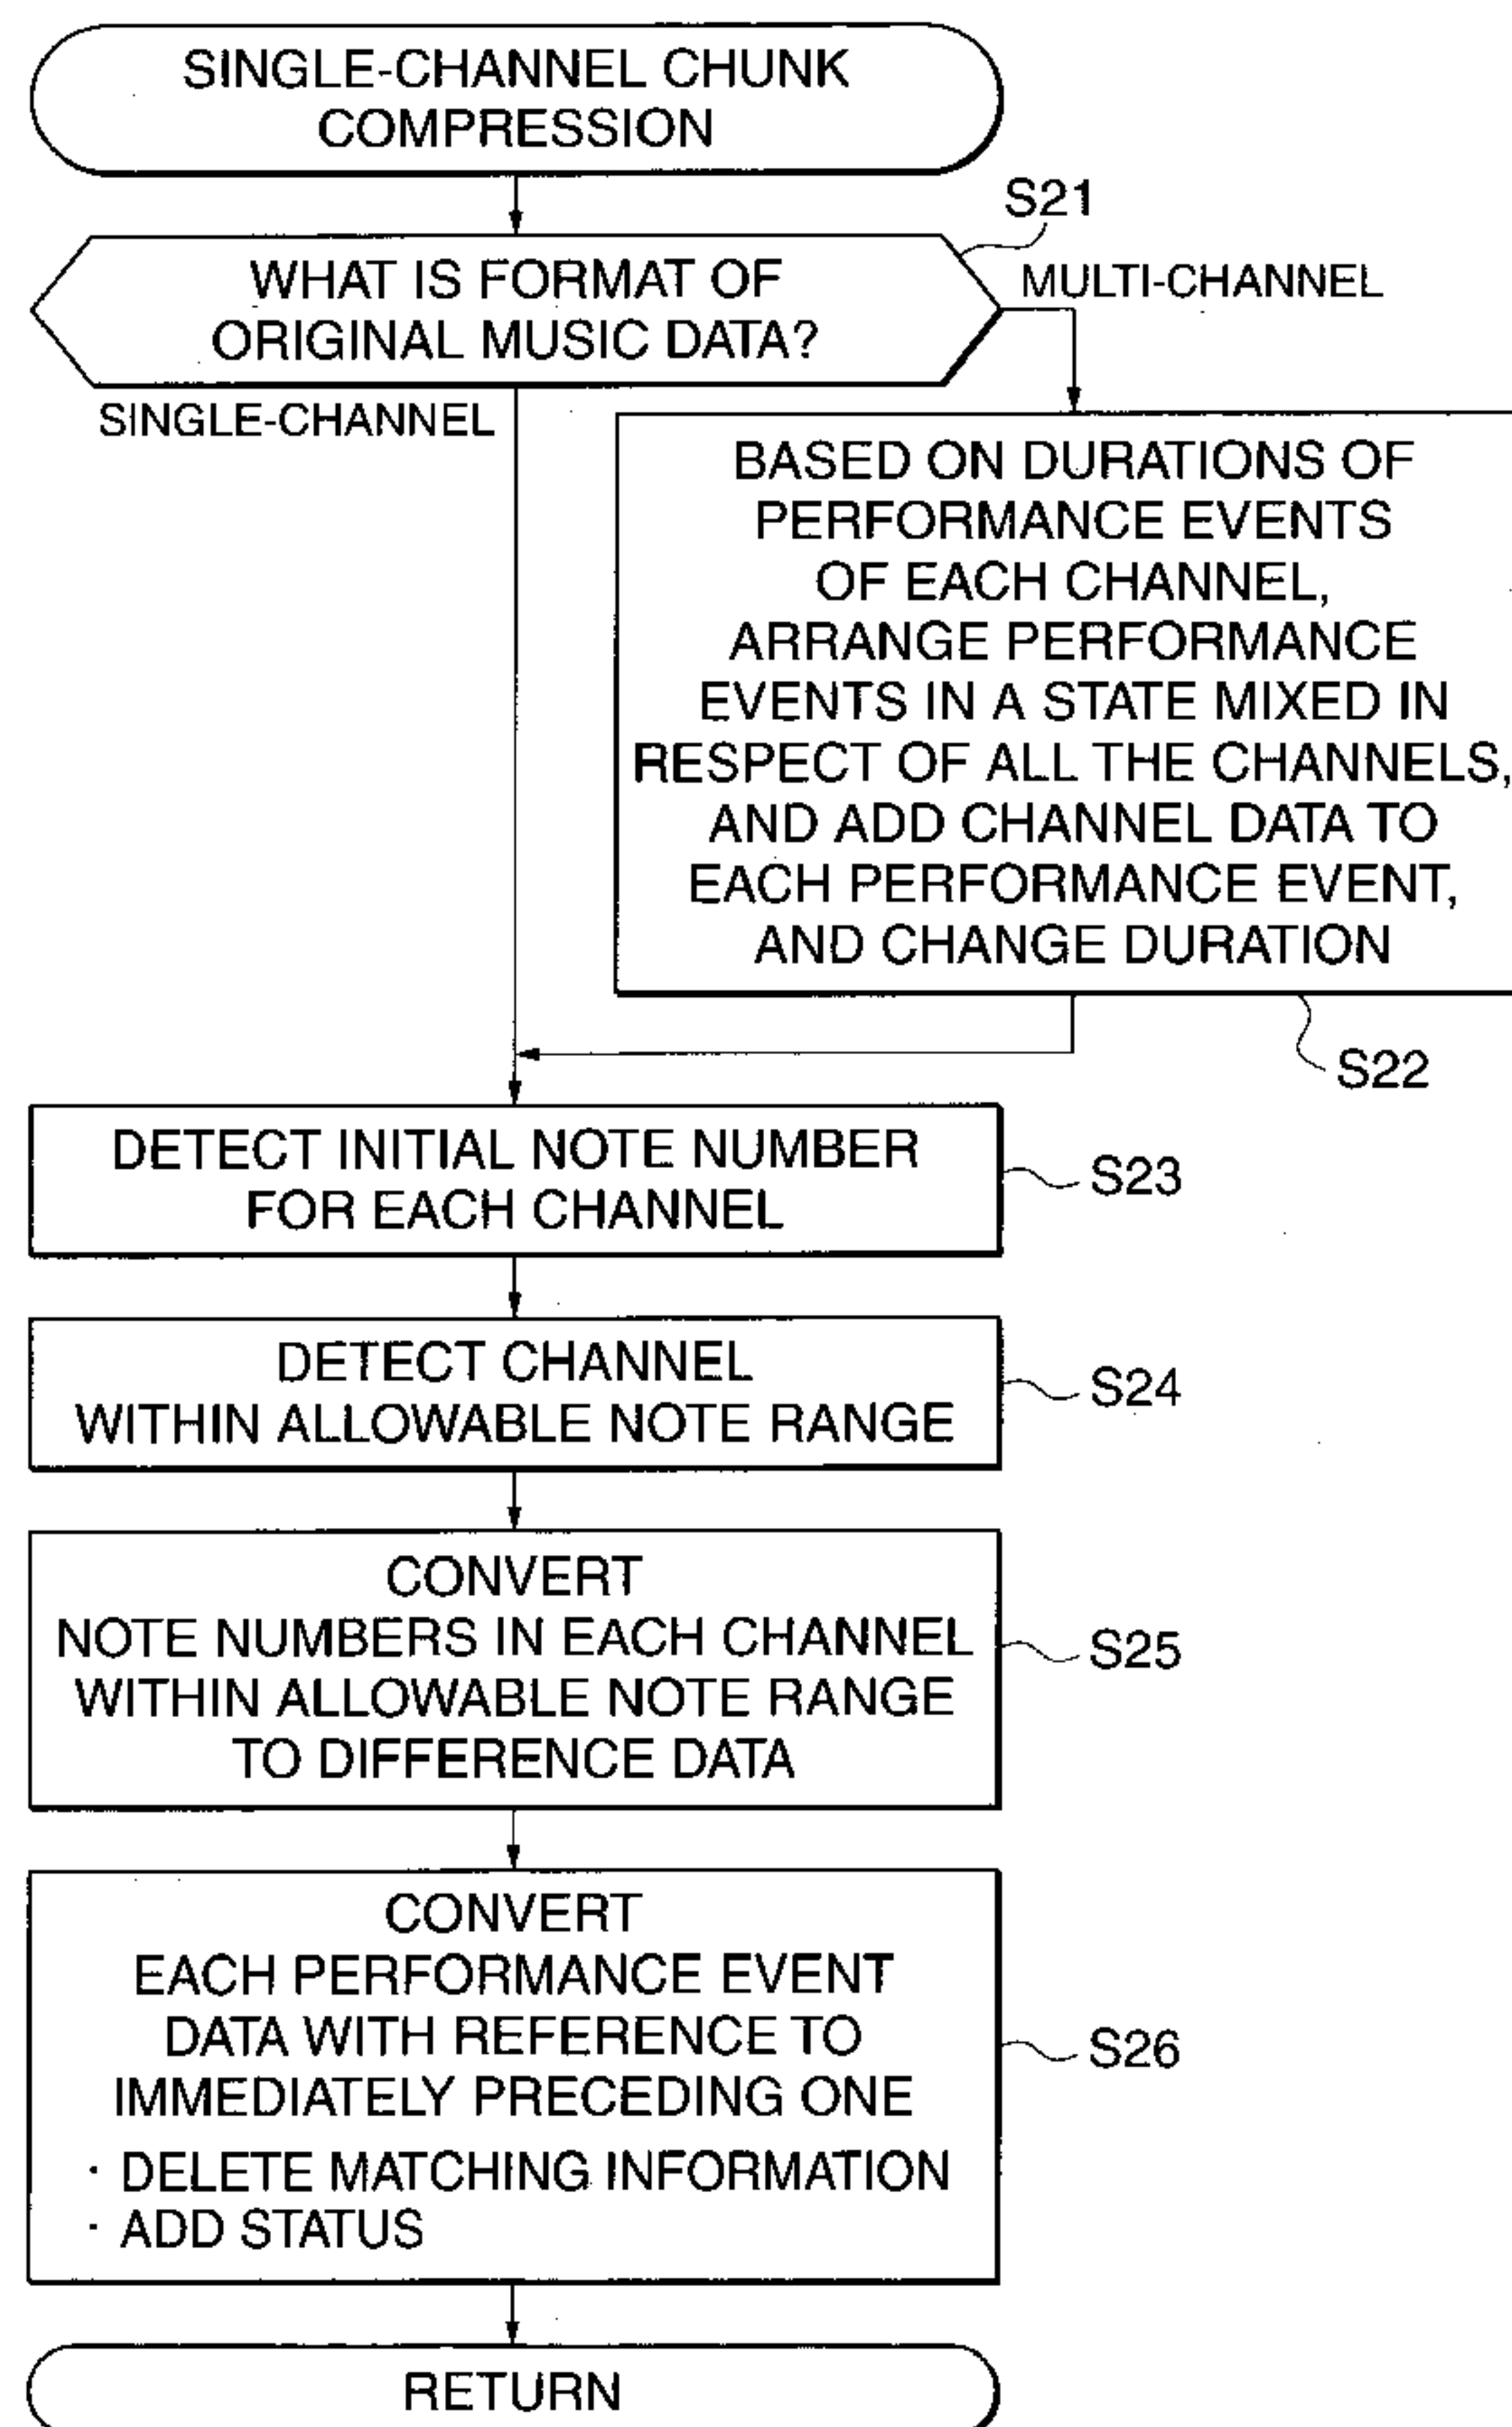 SINGLE-CHANNEL CHUNK
COMPRESSION
S21
WHAT IS FORMAT OF
ORIGINAL MUSIC DATA?
MULTI-CHANNEL
SINGLE-CHANNEL
BASED ON DURATIONS OF
PERFORMANCE EVENTS
OF EACH CHANNEL,
ARRANGE PERFORMANCE
EVENTS IN A STATE MIXED IN
RESPECT OF ALL THE CHANNELS,
AND ADD CHANNEL DATA TO
EACH PERFORMANCE EVENT,
AND CHANGE DURATION
S22
DETECT INITIAL NOTE NUMBER
FOR EACH CHANNEL
S23
DETECT CHANNEL
WITHIN ALLOWABLE NOTE RANGE
S24
CONVERT
NOTE NUMBERS IN EACH CHANNEL
WITHIN ALLOWABLE NOTE RANGE
TO DIFFERENCE DATA
S25
CONVERT
EACH PERFORMANCE EVENT
DATA WITH REFERENCE TO
IMMEDIATELY PRECEDING ONE
· DELETE MATCHING INFORMATION
· ADD STATUS
S26
RETURN